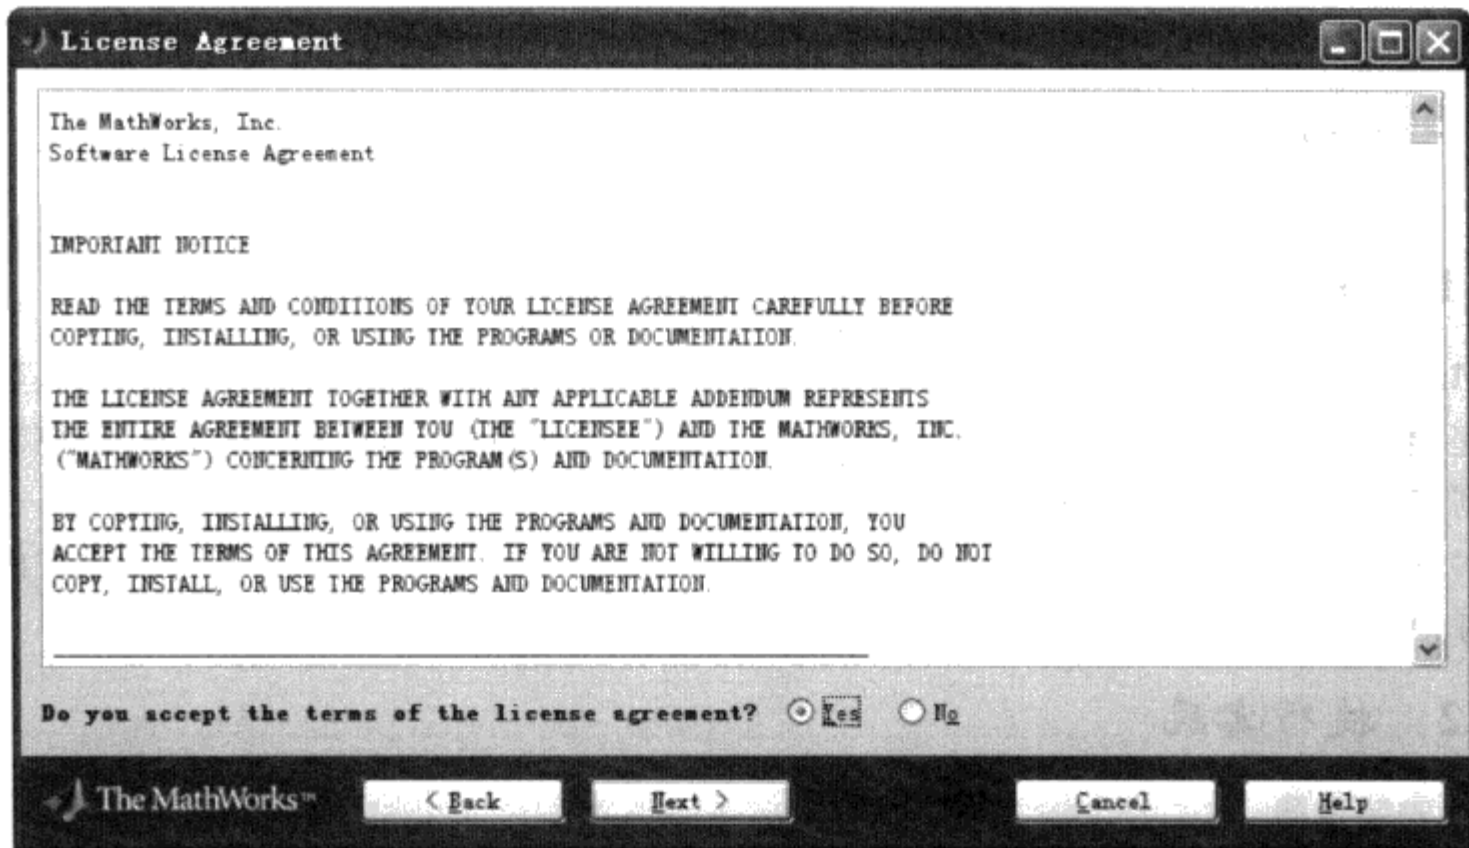 License Agreement
The MathWorks, Inc.
Software License Agreement
IMPORTANT NOTICE
READ THE TERMS AND CONDITIONS OF YOUR LICENSE AGREEMENT CAREFULLY BEFORE
COPYING, INSTALLING, OR USING THE PROGRAMS OR DOCUMENTATION.
THE LICENSE AGREEMENT TOGETHER WITH ANY APPLICABLE ADDENDUM REPRESENTS
THE ENTIRE AGREEMENT BETWEEN YOU (THE "LICENSEE") AND THE MATHWORKS, INC.
("MATHWORKS") CONCERNING THE PROGRAM(S) AND DOCUMENTATION.
BY COPYING, INSTALLING, OR USING THE PROGRAMS AND DOCUMENTATION, YOU
ACCEPT THE TERMS OF THIS AGREEMENT. IF YOU ARE NOT WILLING TO DO SO, DO NOT
COPY, INSTALL, OR USE THE PROGRAMS AND DOCUMENTATION.
Do you accept the terms of the license agreement? Yes No
The MathWorks™ < Back Next > Cancel Help